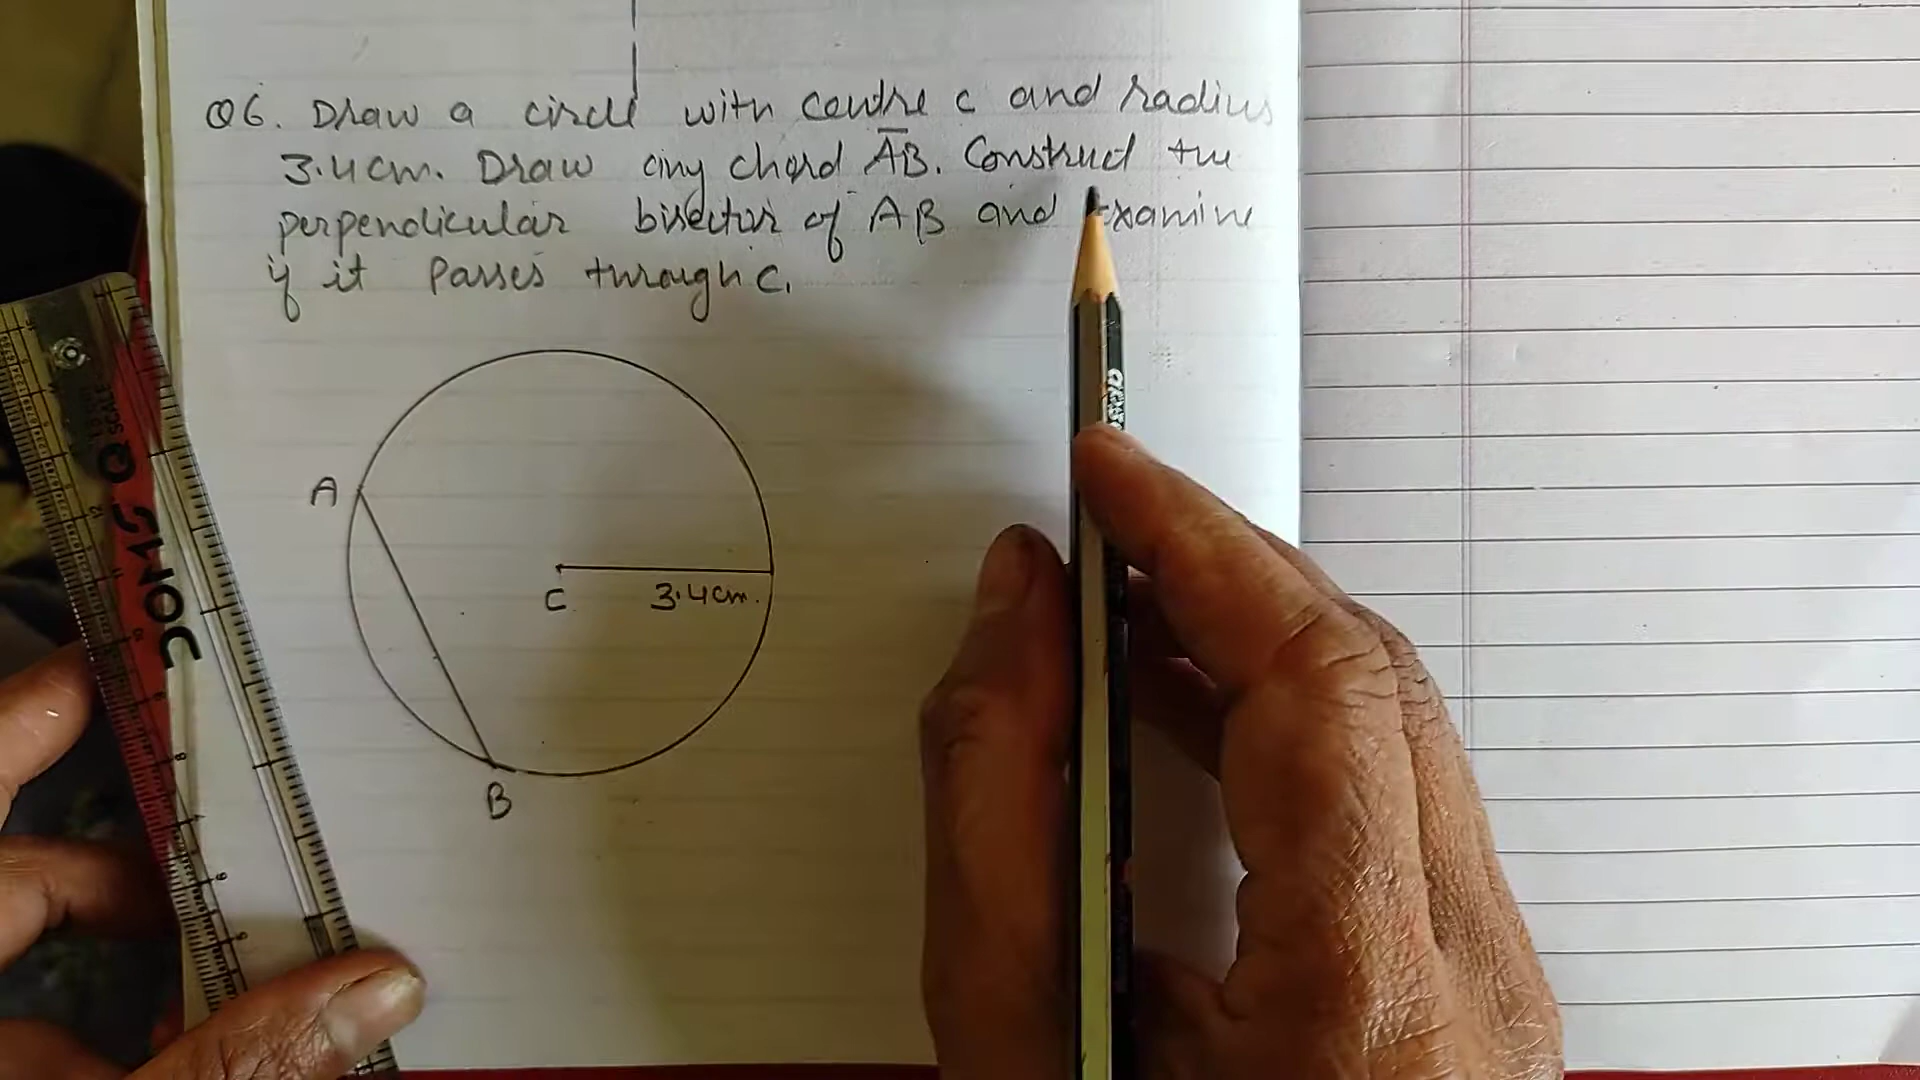 Q6. Draw a circle with centre c and radius
3.4cm. Draw any chord AB. Construct the
perpendicular bisector of AB and examine
if it passes through C.
A
C
3.4cm.
B
SCALE